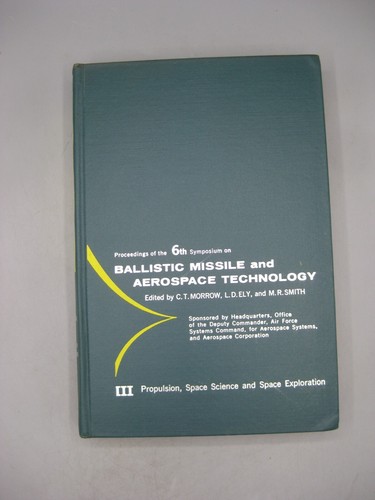 Proceedings of the 6th Symposium on
BALLISTIC MISSILE and
AEROSPACE TECHNOLOGY
Edited by C. T. MORROW, L. D. ELY, and M. R. SMITH
Sponsored by Headquarters, Office
of the Deputy Commander, Air Force
Systems Command, for Aerospace Systems,
and Aerospace Corporation
III Propulsion, Space Science and Space Exploration